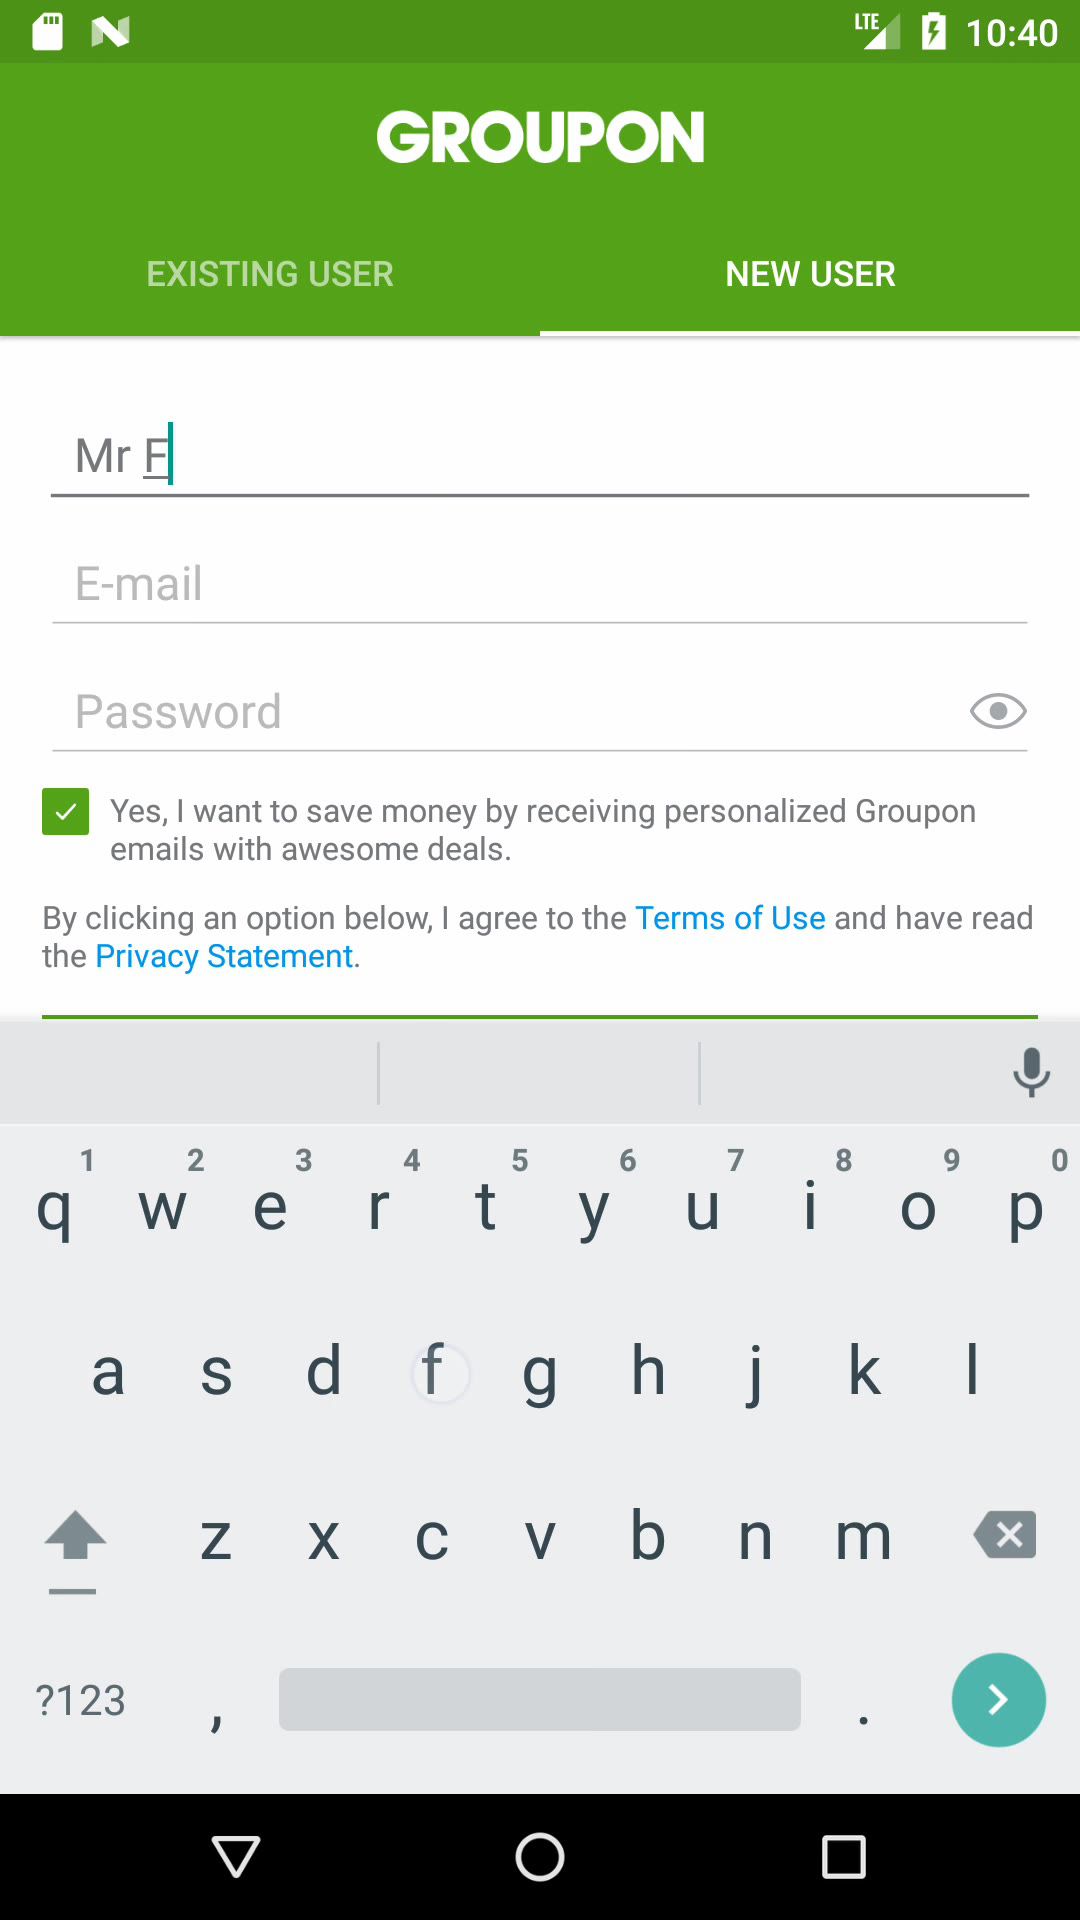 LTE 10:40
GROUPON
EXISTING USER NEW USER
Mr F
E-mail
Password
Yes, I want to save money by receiving personalized Groupon
emails with awesome deals.
By clicking an option below, I agree to the Terms of Use and have read
the Privacy Statement.
1 2 3 4 5 6 7 8 9 0
q w e r t y u i o p
a s d f g h j k l
z x c v b n m
?123 , .